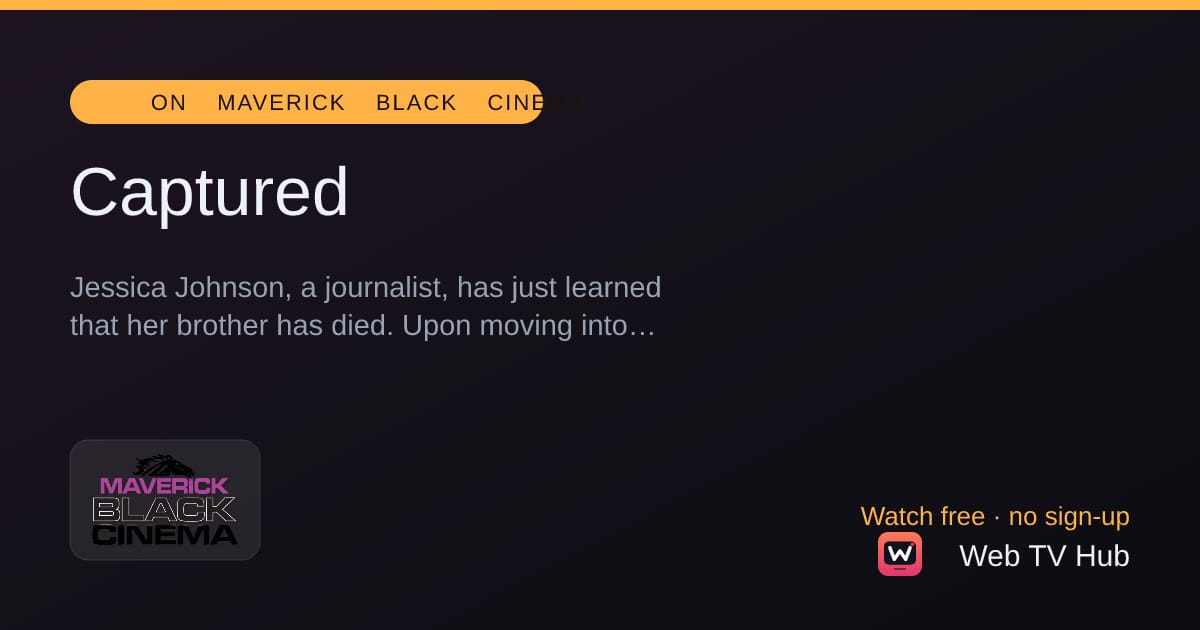 ON MAVERICK BLACK CINEMA
Captured
Jessica Johnson, a journalist, has just learned
that her brother has died. Upon moving into…
MAVERICK
BLACK
CINEMA
Watch free · no sign-up
W
Web TV Hub